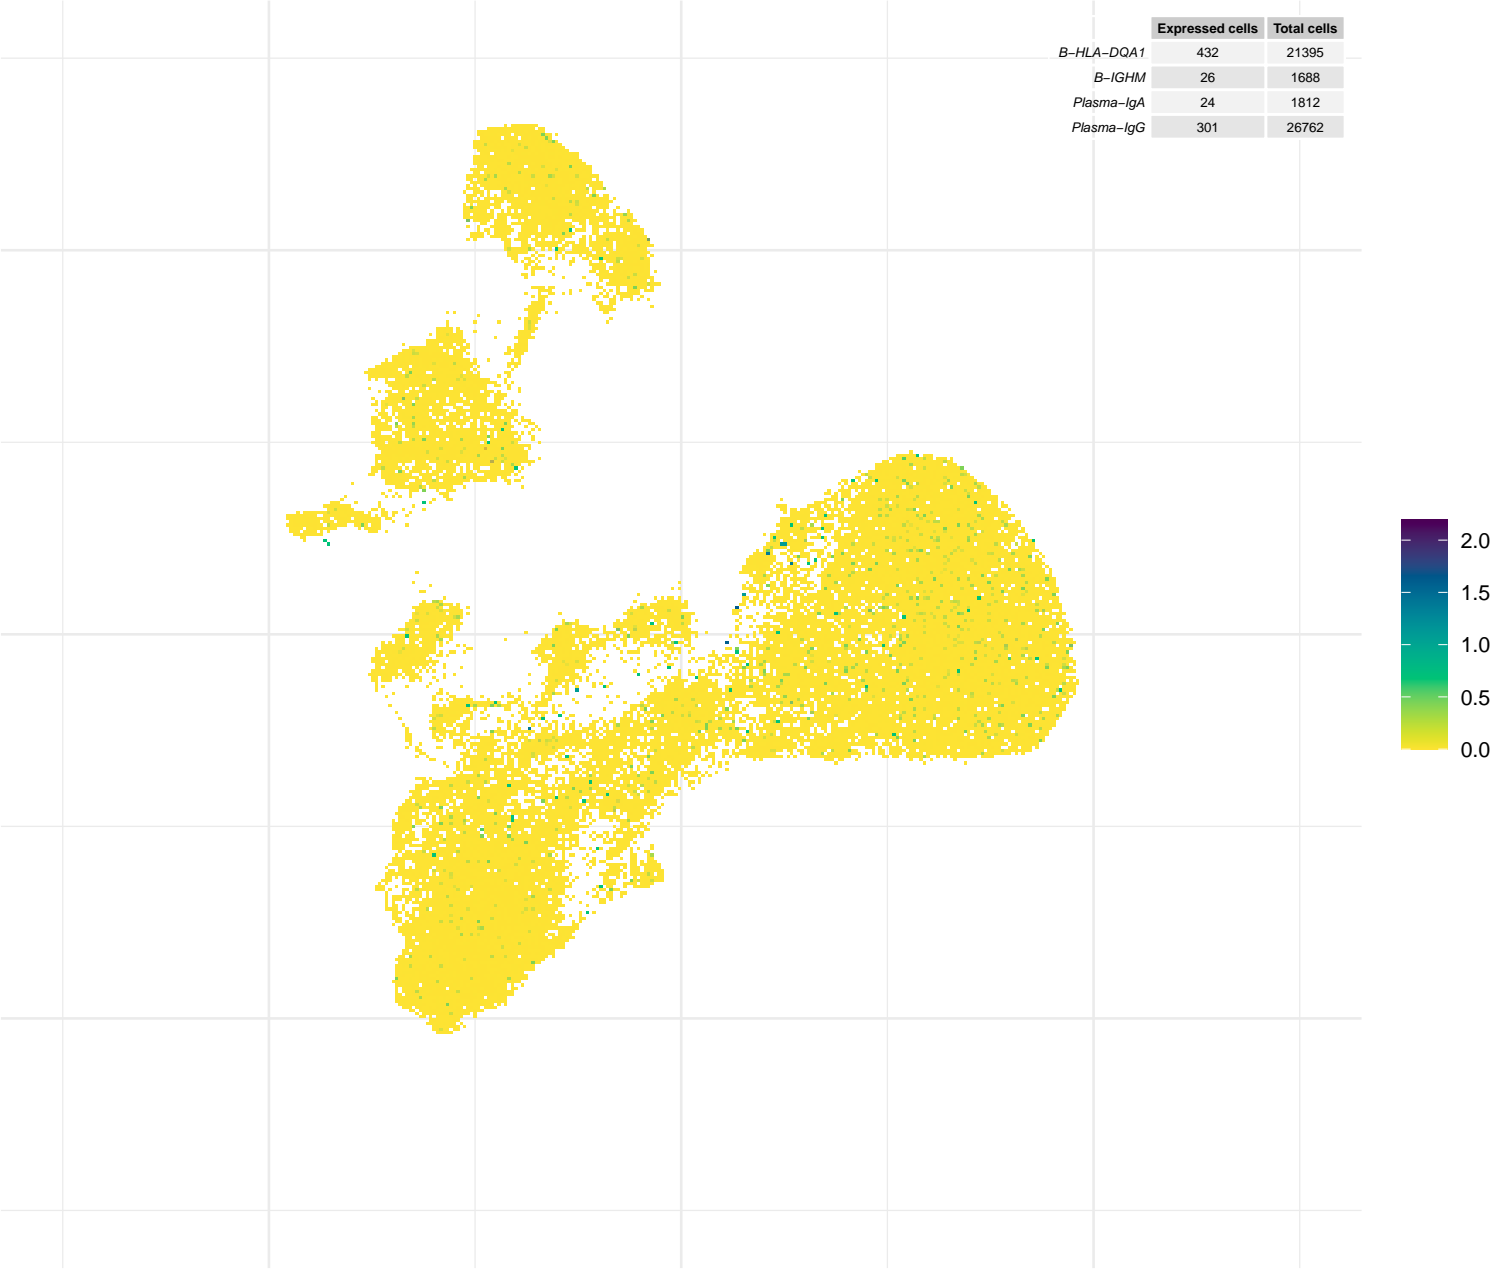 Expressed cells Total cells
B−HLA−DQA1 432 21395
B−IGHM 26 1688
Plasma−IgA 24 1812
Plasma−IgG 301 26762
2.0
1.5
1.0
0.5
0.0